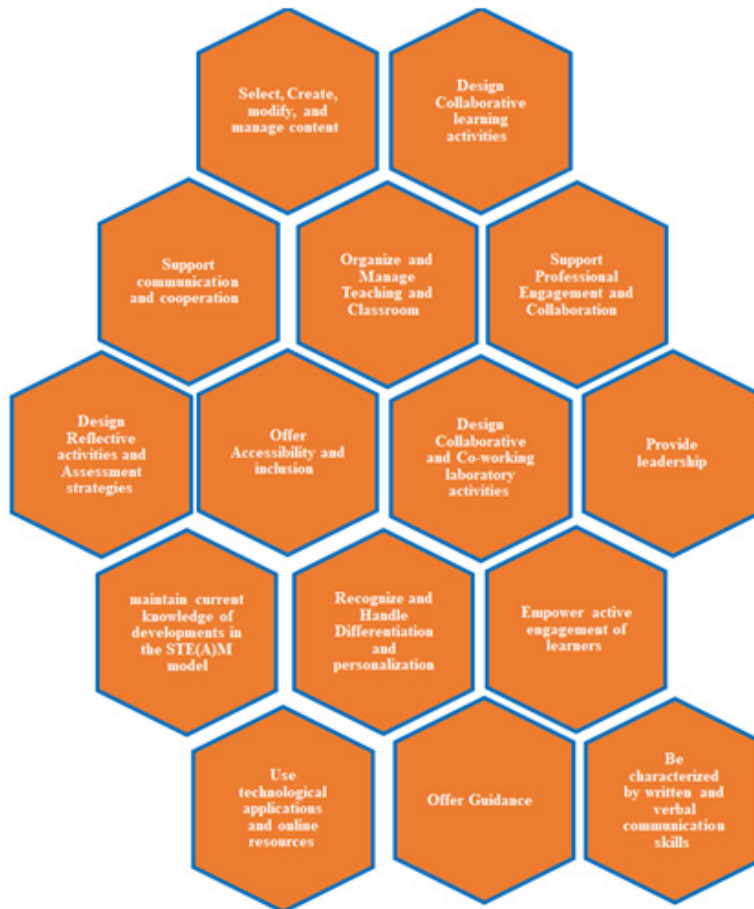 Select, Create,
modify, and
manage content
Design
Collaborative
learning
activities
Support
communication
and cooperation
Organize and
Manage
Teaching and
Classroom
Support
Professional
Engagement and
Collaboration
Design
Reflective
activities and
Assessment
strategies
Offer
Accessibility and
inclusion
Design
Collaborative
and Co-working
laboratory
activities
Provide
leadership
maintain current
knowledge of
developments in
the STE(A)M
model
Recognize and
Handle
Differentiation
and
personalization
Empower active
engagement of
learners
Use
technological
applications
and online
resources
Offer Guidance
Be
characterized
by written and
verbal
communication
skills